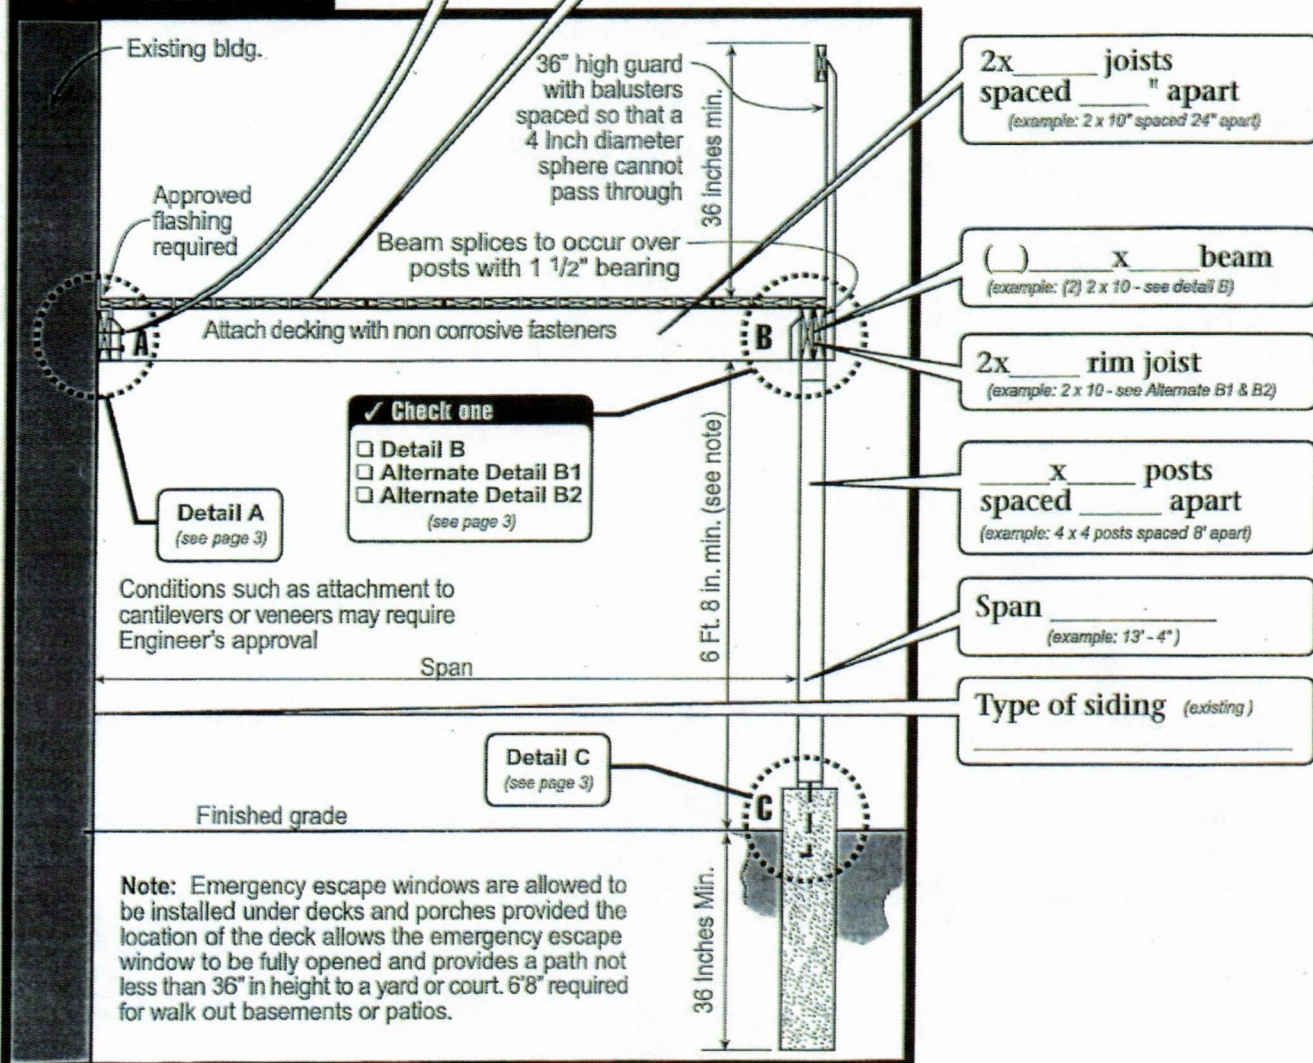 Existing bldg.
36" high guard
with balusters
spaced so that a
4 Inch diameter
sphere cannot
pass through
36 inches min.
Approved
flashing
required
Beam splices to occur over
posts with 1 1/2" bearing
A
Attach decking with non corrosive fasteners
B
✓ Check one
❑ Detail B
❑ Alternate Detail B1
❑ Alternate Detail B2
(see page 3)
Detail A
(see page 3)
6 Ft. 8 in. min. (see note)
Conditions such as attachment to
cantilevers or veneers may require
Engineer's approval
Span
Detail C
(see page 3)
C
Finished grade
Note: Emergency escape windows are allowed to
be installed under decks and porches provided the
location of the deck allows the emergency escape
window to be fully opened and provides a path not
less than 36" in height to a yard or court. 6'8" required
for walk out basements or patios.
36 Inches Min.
2x_____ joists
spaced _____" apart
(example: 2 x 10" spaced 24" apart)
(__)_____x____beam
(example: (2) 2 x 10 - see detail B)
2x_____ rim joist
(example: 2 x 10 - see Alternate B1 & B2)
_____x_____ posts
spaced ______ apart
(example: 4 x 4 posts spaced 8' apart)
Span ____________
(example: 13' - 4")
Type of siding (existing)